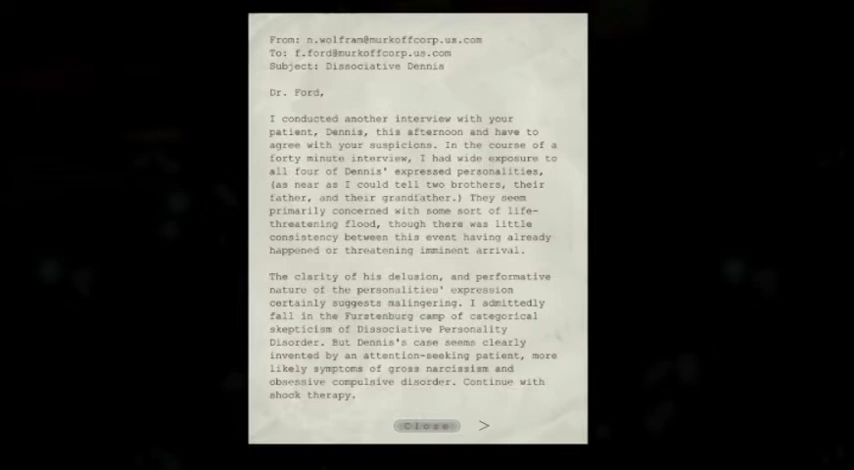 From: n.wolfram@murkoffcorp.us.com
To: f.ford@murkoffcorp.us.com
Subject: Dissociative Dennis
Dr. Ford,
I conducted another interview with your
patient, Dennis, this afternoon and have to
agree with your suspicions. In the course of a
forty minute interview, I had wide exposure to
all four of Dennis' expressed personalities,
(as near as I could tell two brothers, their
father, and their grandfather.) They seem
primarily concerned with some sort of life-
threatening flood, though there was little
consistency between this event having already
happened or threatening imminent arrival.
The clarity of his delusion, and performative
nature of the personalities' expression
certainly suggests malingering. I admittedly
fall in the Furstenburg camp of categorical
skepticism of Dissociative Personality
Disorder. But Dennis's case seems clearly
invented by an attention-seeking patient, more
likely symptoms of gross narcissism and
obsessive compulsive disorder. Continue with
shock therapy.
Close >